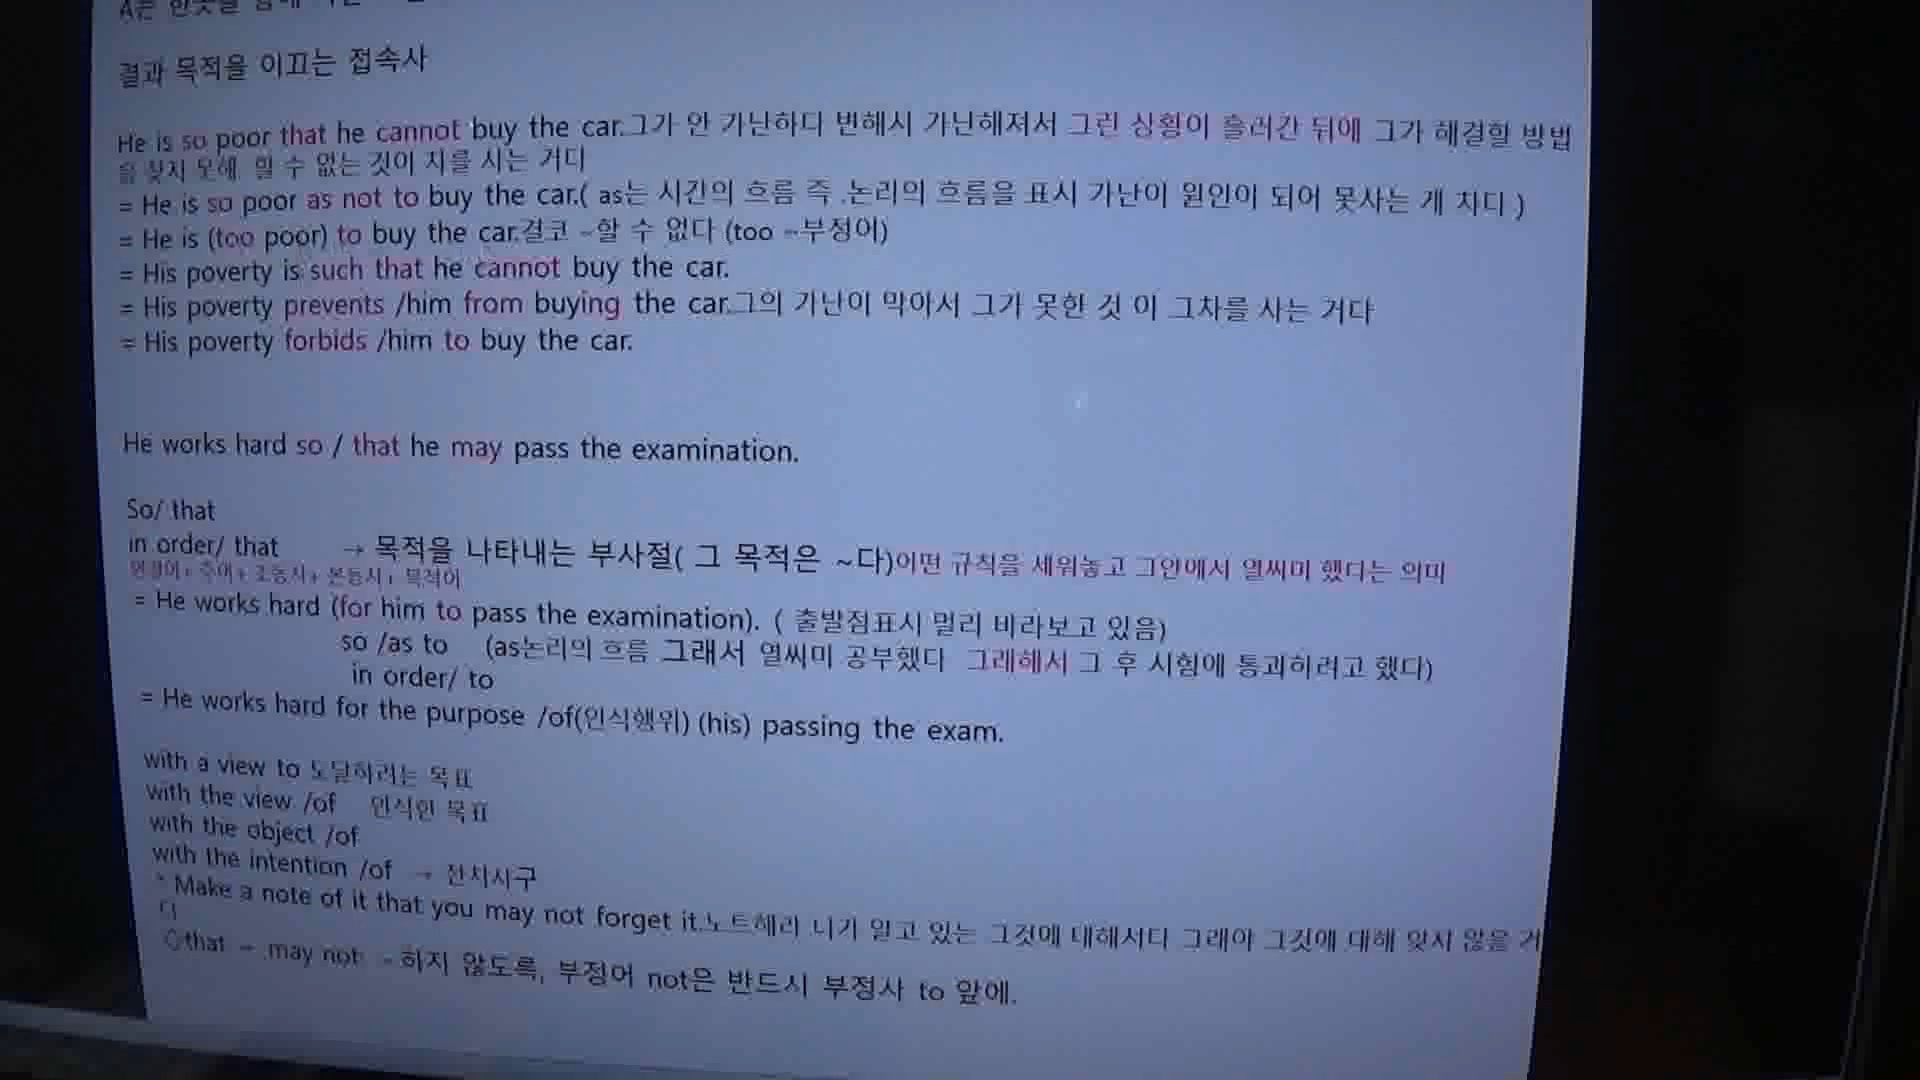 결과 목적을 이끄는 접속사
He is so poor that he cannot buy the car.그가 안 가난하다 변해서 가난해져서 그런 상황이 흘러간 뒤에 그가 해결할 방법
을 찾지 못해. 할 수 없는 것이 차를 사는 거다
= He is so poor as not to buy the car.( as는 시간의 흐름 즉 .논리의 흐름을 표시 가난이 원인이 되어 못사는 게 차다 )
= He is (too poor) to buy the car.결코 ~할 수 없다 (too ~부정어)
= His poverty is such that he cannot buy the car.
= His poverty prevents /him from buying the car.그의 가난이 막아서 그가 못한 것 이 그차를 사는 거다
= His poverty forbids /him to buy the car.
He works hard so / that he may pass the examination.
So/ that
in order/ that → 목적을 나타내는 부사절( 그 목적은 ~다)어떤 규칙을 세워놓고 그안에서 열씨미 했다는 의미
연결어+ 주어+ 조동사+ 본동사+ 목적어
= He works hard (for him to pass the examination). ( 출발점표시 멀리 바라보고 있음)
so /as to (as논리의 흐름 그래서 열씨미 공부했다 그래해서 그 후 시험에 통과하려고 했다)
in order/ to
= He works hard for the purpose /of(인식행위) (his) passing the exam.
with a view to 도달하려는 목표
with the view /of 인식한 목표
with the object /of
with the intention /of → 전치사구
* Make a note of it that you may not forget it.노트해라 니가 알고 있는 그것에 대해서다 그래야 그것에 대해 잊지 않을 거
다
◇that ~ may not ~ 하지 않도록, 부정어 not은 반드시 부정사 to 앞에.